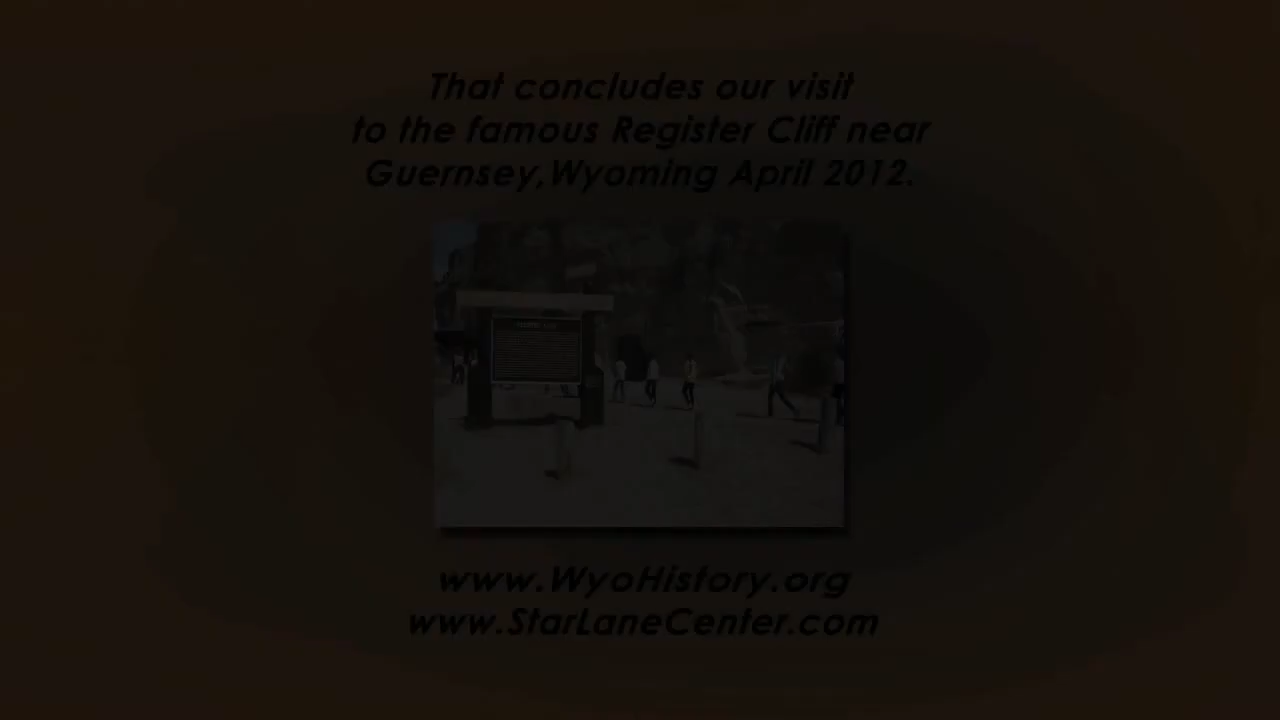 That concludes our visit
to the famous Register Cliff near
Guernsey,Wyoming April 2012.
www.WyoHistory.org
www.StarLaneCenter.com